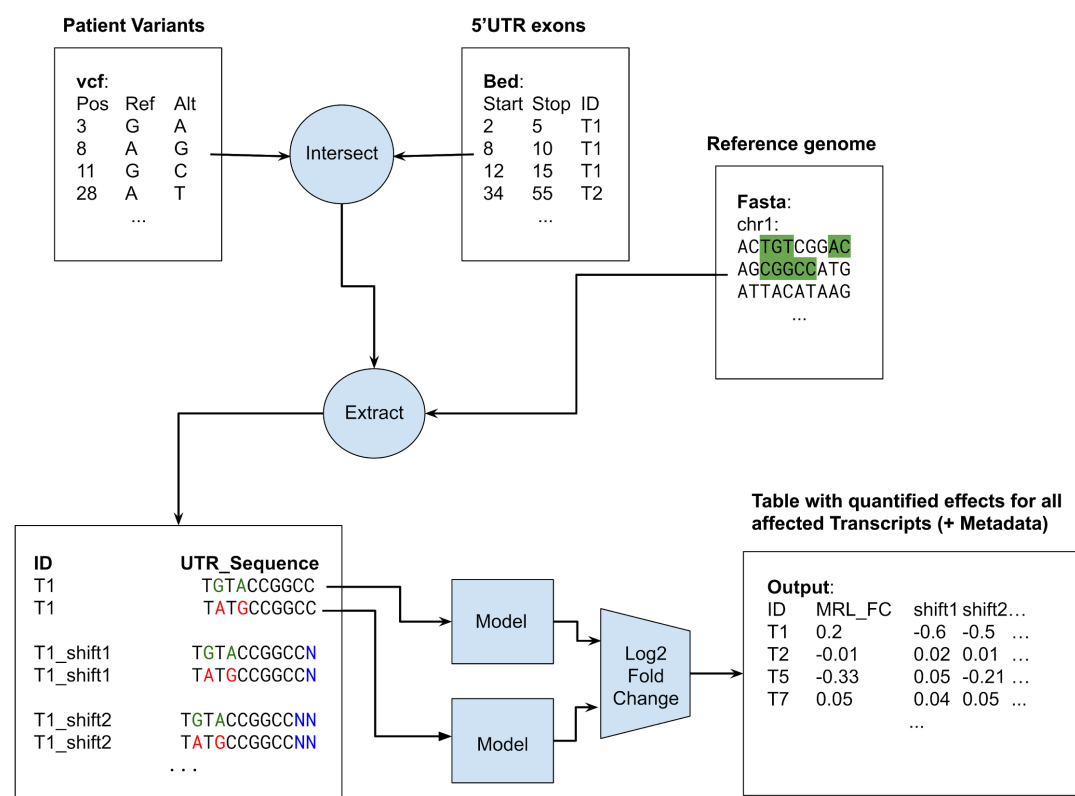 Patient Variants
vcf:
Pos Ref Alt
3 G A
8 A G
11 G C
28 A T
...
5'UTR exons
Bed:
Start Stop ID
2 5 T1
8 10 T1
12 15 T1
34 55 T2
...
Intersect
Reference genome
Fasta:
chr1:
ACTGTCGGAC
AGCGGCCATG
ATTACATAAG
...
Extract
ID UTR_Sequence
T1 TGTACCGGCC
T1 TATGCCGGCC
T1_shift1 TGTACCGGCCN
T1_shift1 TATGCCGGCCN
T1_shift2 TGTACCGGCCNN
T1_shift2 TATGCCGGCCNN
...
Model
Model
Log2
Fold
Change
Table with quantified effects for all
affected Transcripts (+ Metadata)
Output:
ID MRL_FC shift1 shift2...
T1 0.2 -0.6 -0.5 ...
T2 -0.01 0.02 0.01 ...
T5 -0.33 0.05 -0.21 ...
T7 0.05 0.04 0.05 ...
...